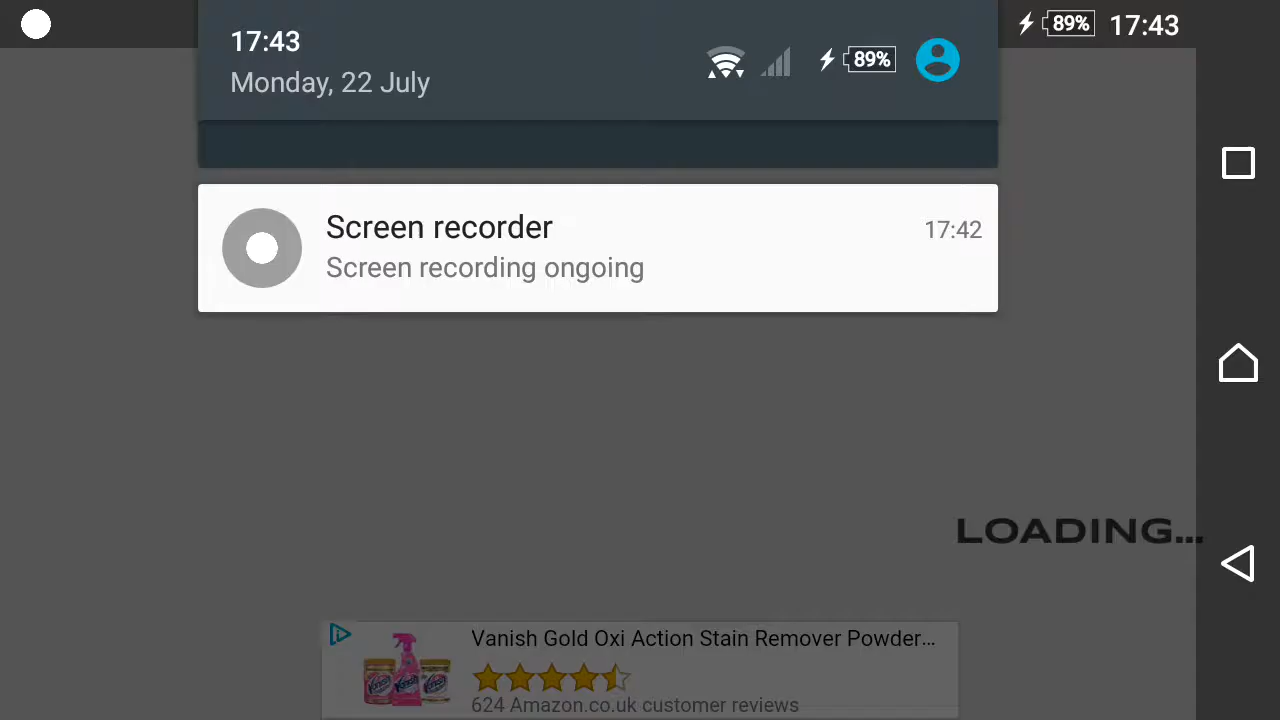 89% 17:43
17:43
Monday, 22 July
89%
Screen recorder
17:42
Screen recording ongoing
LOADING...
Vanish Gold Oxi Action Stain Remover Powder...
624 Amazon.co.uk customer reviews